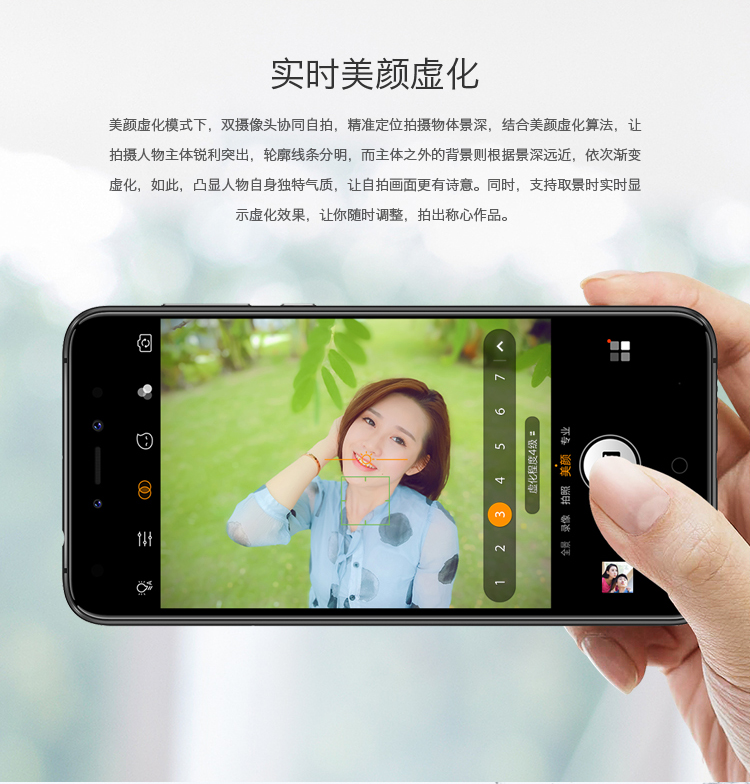 实时美颜虚化
美颜虚化模式下，双摄像头协同自拍，精准定位拍摄物体景深，结合美颜虚化算法，让
拍摄人物主体锐利突出，轮廓线条分明，而主体之外的背景则根据景深远近，依次渐变
虚化，如此，凸显人物自身独特气质，让自拍画面更有诗意。同时，支持取景时实时显
示虚化效果，让你随时调整，拍出称心作品。
7
6
5
4
3
2
1
虚化程度4级
专业
美颜
拍照
录像
全景
A